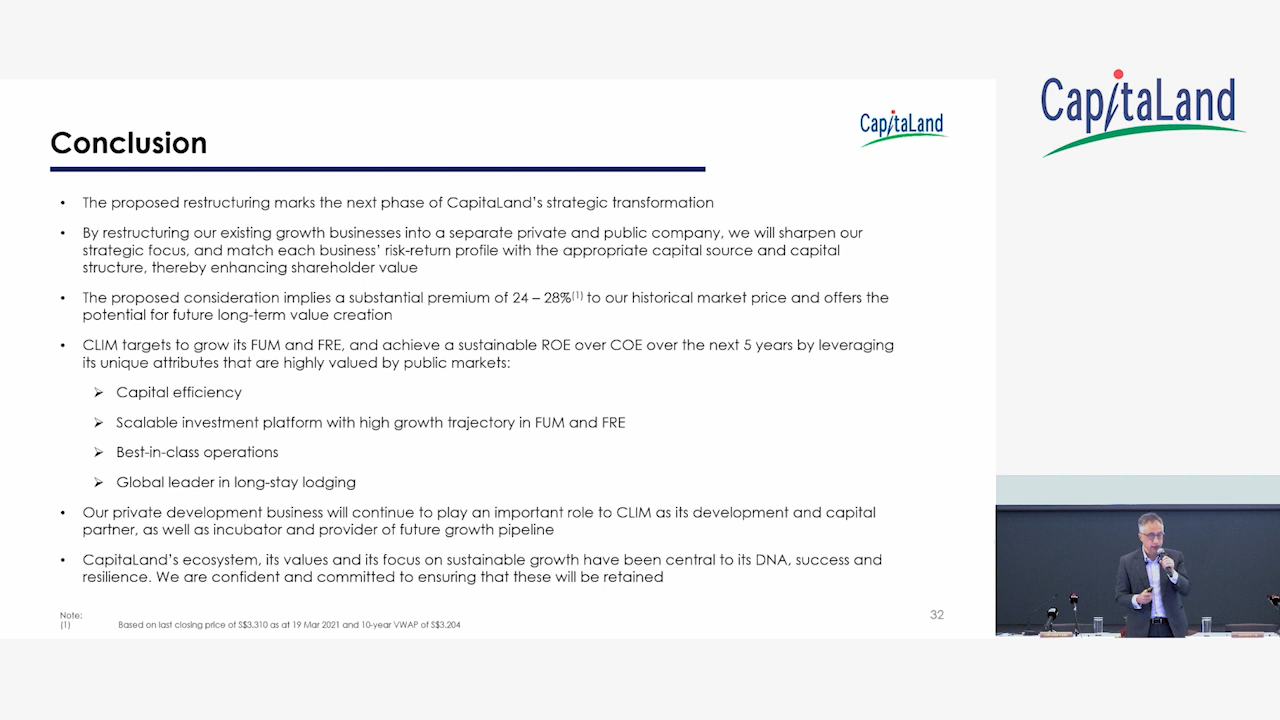 CapitaLand
CapitaLand
Conclusion
• The proposed restructuring marks the next phase of CapitaLand’s strategic transformation
• By restructuring our existing growth businesses into a separate private and public company, we will sharpen our
strategic focus, and match each business’ risk-return profile with the appropriate capital source and capital
structure, thereby enhancing shareholder value
• The proposed consideration implies a substantial premium of 24 – 28%(1) to our historical market price and offers the
potential for future long-term value creation
• CLIM targets to grow its FUM and FRE, and achieve a sustainable ROE over COE over the next 5 years by leveraging
its unique attributes that are highly valued by public markets:
➢ Capital efficiency
➢ Scalable investment platform with high growth trajectory in FUM and FRE
➢ Best-in-class operations
➢ Global leader in long-stay lodging
• Our private development business will continue to play an important role to CLIM as its development and capital
partner, as well as incubator and provider of future growth pipeline
• CapitaLand’s ecosystem, its values and its focus on sustainable growth have been central to its DNA, success and
resilience. We are confident and committed to ensuring that these will be retained
Note:
(1) Based on last closing price of S$3.310 as at 19 Mar 2021 and 10-year VWAP of S$3.204
32